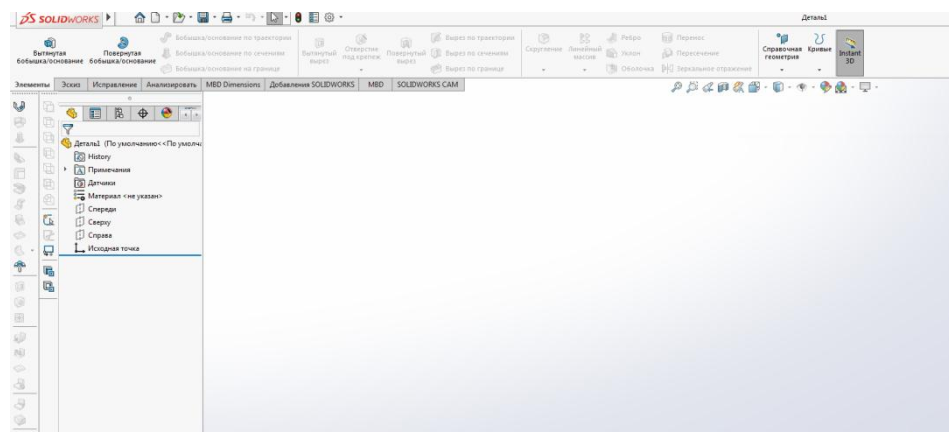 SOLIDWORKS
Деталь1
Вытянутая бобышка/основание
Повернутая бобышка/основание
Бобышка/основание по траектории
Бобышка/основание по сечениям
Бобышка/основание на границе
Вытянутый вырез
Отверстие под крепеж
Повернутый вырез
Вырез по траектории
Вырез по сечениям
Вырез по границе
Скругление
Линейный массив
Ребро
Уклон
Оболочка
Перенос
Пересечение
Зеркальное отражение
Справочная геометрия
Кривые
Instant 3D
Элементы Эскиз Исправление Анализировать MBD Dimensions Добавления SOLIDWORKS MBD SOLIDWORKS CAM
Деталь1 (По умолчанию<<По умолча
History
Примечания
Датчики
Материал <не указан>
Спереди
Сверху
Справа
Исходная точка